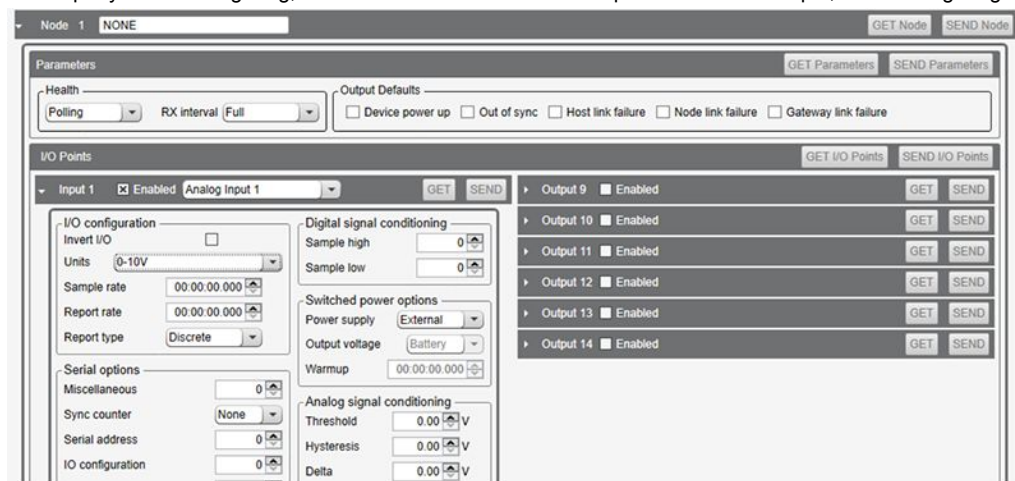 Node 1 NONE GET Node SEND Node
Parameters GET Parameters SEND Parameters
Health
Polling RX interval Full
Output Defaults
Device power up Out of sync Host link failure Node link failure Gateway link failure
I/O Points GET I/O Points SEND I/O Points
Input 1 Enabled Analog Input 1 GET SEND
I/O configuration
Invert I/O
Units 0-10V
Sample rate 00:00:00.000
Report rate 00:00:00.000
Report type Discrete
Serial options
Miscellaneous 0
Sync counter None
Serial address 0
IO configuration 0
Digital signal conditioning
Sample high 0
Sample low 0
Switched power options
Power supply External
Output voltage Battery
Warmup 00:00:00.000
Analog signal conditioning
Threshold 0.00 V
Hysteresis 0.00 V
Delta 0.00 V
Output 9 Enabled GET SEND
Output 10 Enabled GET SEND
Output 11 Enabled GET SEND
Output 12 Enabled GET SEND
Output 13 Enabled GET SEND
Output 14 Enabled GET SEND